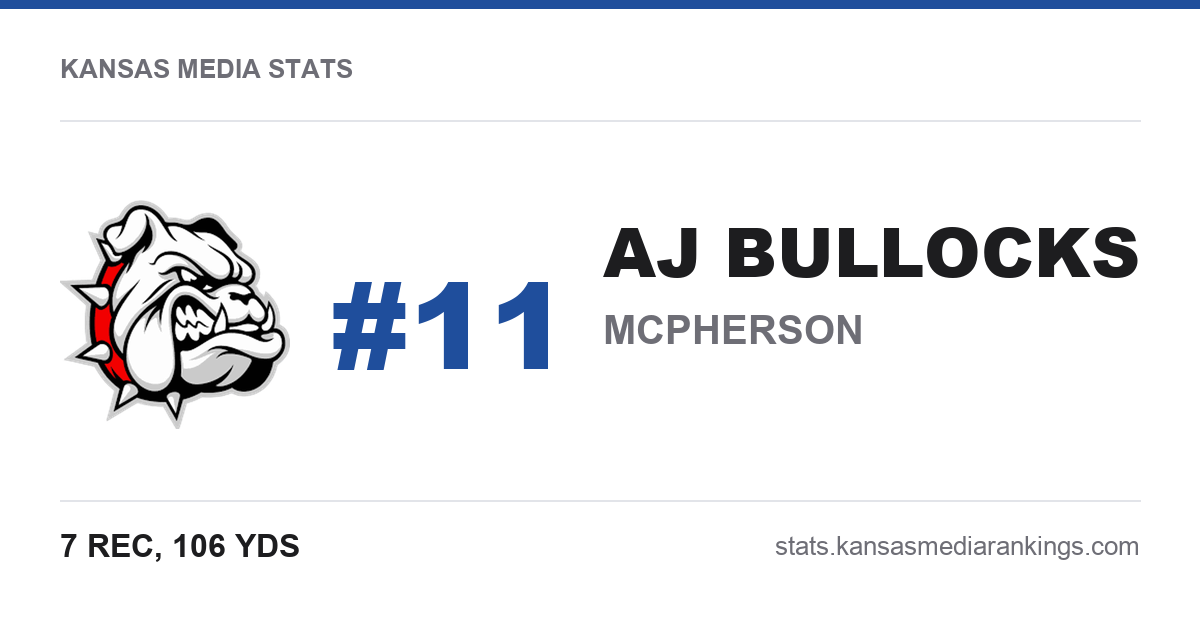 KANSAS MEDIA STATS
#11
AJ BULLOCKS
MCPHERSON
7 REC, 106 YDS
stats.kansasmediarankings.com